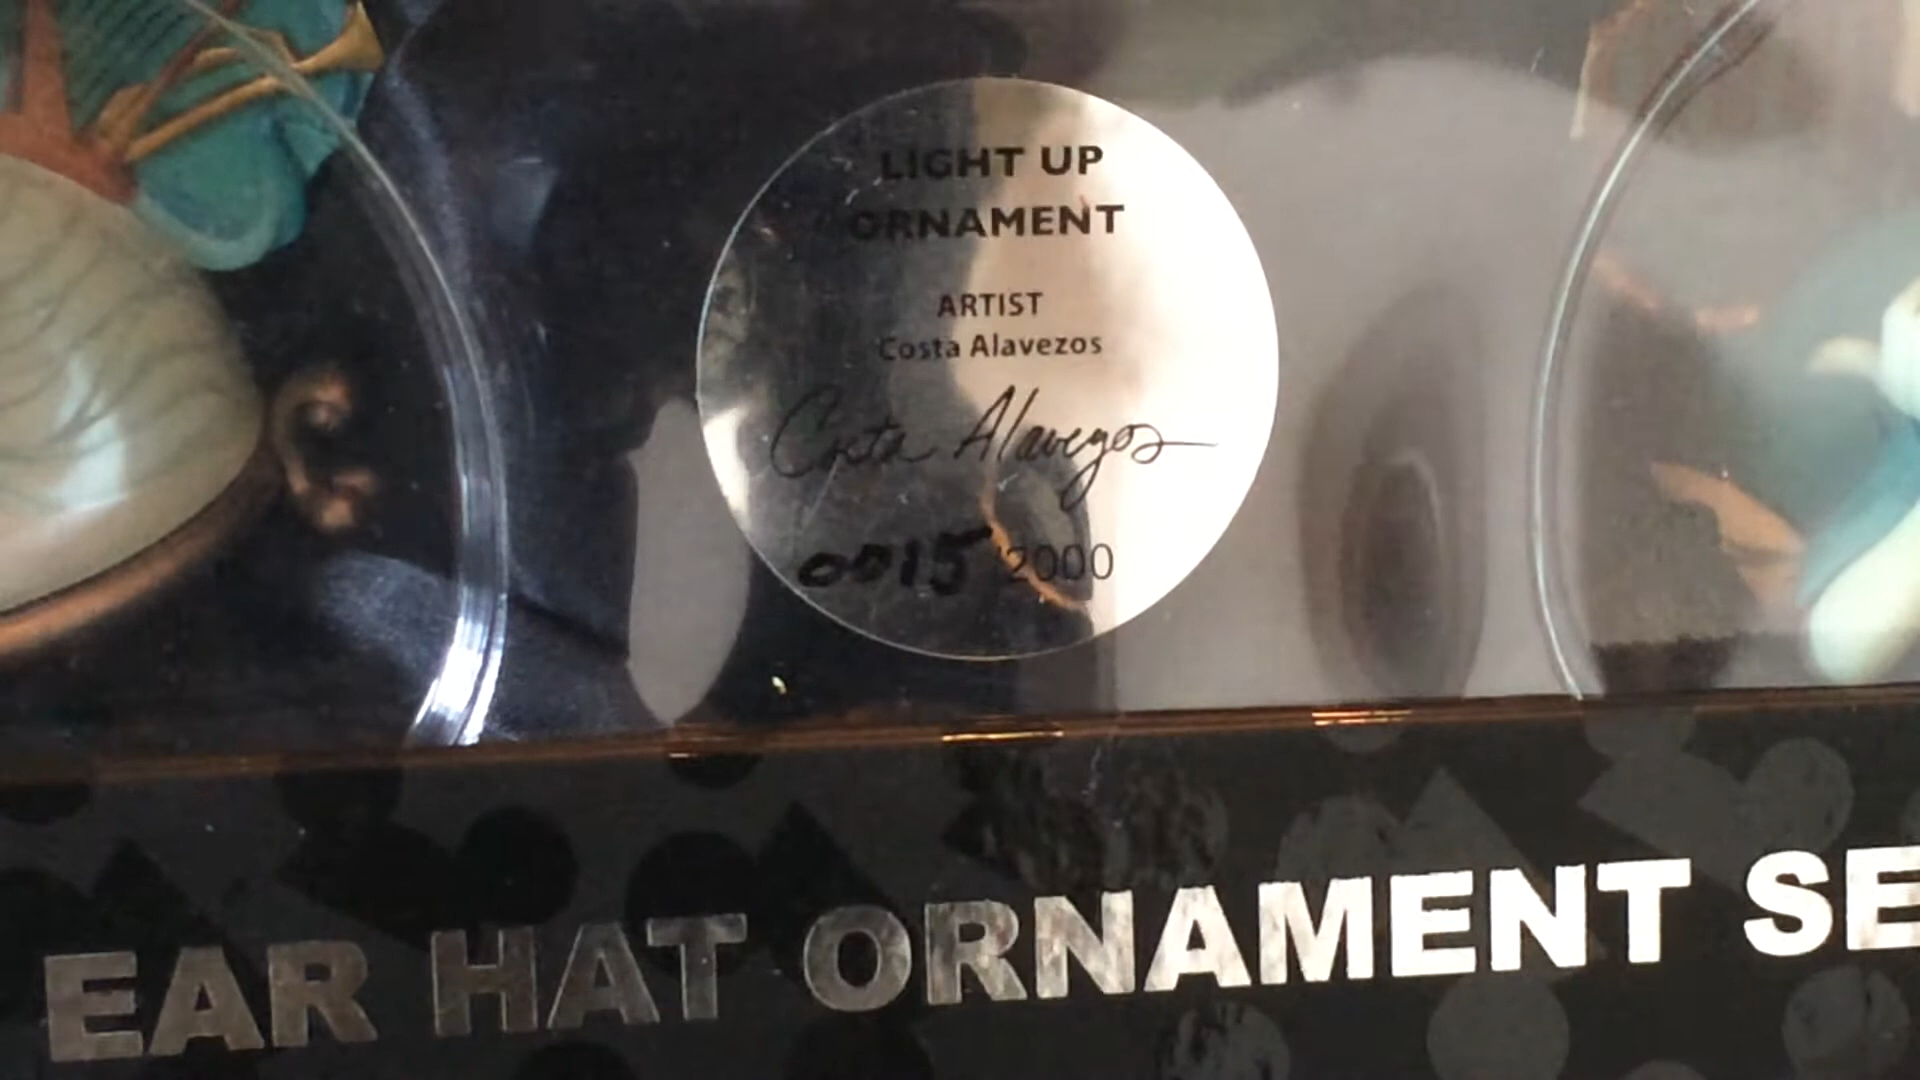 LIGHT UP
ORNAMENT
ARTIST
Costa Alavezos
Costa Alavezos
0015/2000
EAR HAT ORNAMENT SE